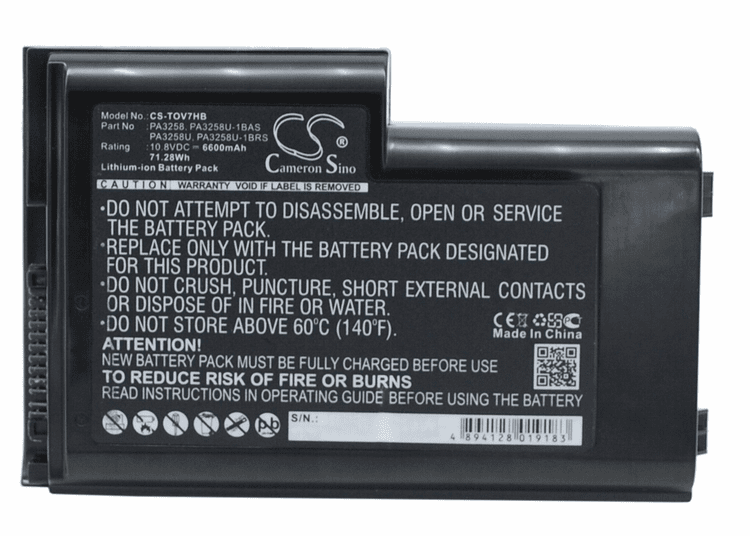 Model No.: CS-TOV7HB
Part No.: PA3258, PA3258U-1BAS
PA3258U, PA3258U-1BRS
Rating: 10.8VDC ⎓ 6600mAh
71.28Wh
Lithium-ion Battery Pack
CS
Cameron Sino
CAUTION: WARRANTY VOID IF LABEL IS REMOVED
•DO NOT ATTEMPT TO DISASSEMBLE, OPEN OR SERVICE
THE BATTERY PACK.
•REPLACE ONLY WITH THE BATTERY PACK DESIGNATED
FOR THIS PRODUCT.
•DO NOT CRUSH, PUNCTURE, SHORT EXTERNAL CONTACTS
OR DISPOSE OF IN FIRE OR WATER.
•DO NOT STORE ABOVE 60°C (140°F).
CE
Made In China
ATTENTION!
NEW BATTERY PACK MUST BE FULLY CHARGED BEFORE USE.
TO REDUCE RISK OF FIRE OR BURNS
READ INSTRUCTIONS IN OPERATING GUIDE BEFORE USING THE BATTERY
pb
S/N.:
4 894128 019183